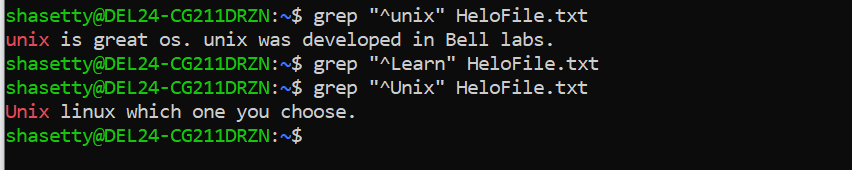 shasetty@DEL24-CG211DRZN:~$ grep "^unix" HeloFile.txt
unix is great os. unix was developed in Bell labs.
shasetty@DEL24-CG211DRZN:~$ grep "^Learn" HeloFile.txt
shasetty@DEL24-CG211DRZN:~$ grep "^Unix" HeloFile.txt
Unix linux which one you choose.
shasetty@DEL24-CG211DRZN:~$